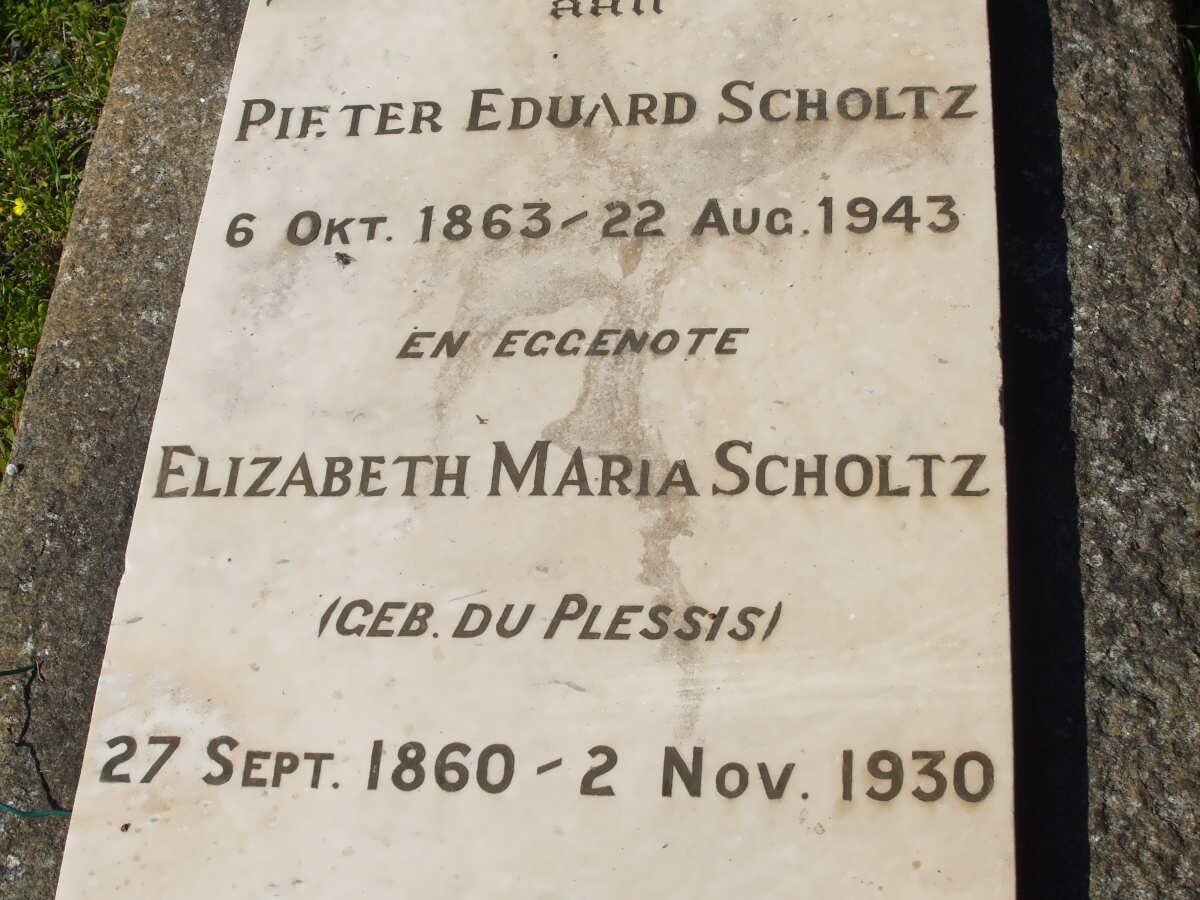 aan
PIETER EDUARD SCHOLTZ
6 OKT. 1863 - 22 AUG. 1943
EN EGGENOTE
ELIZABETH MARIA SCHOLTZ
(GEB. DU PLESSIS)
27 SEPT. 1860 - 2 NOV. 1930